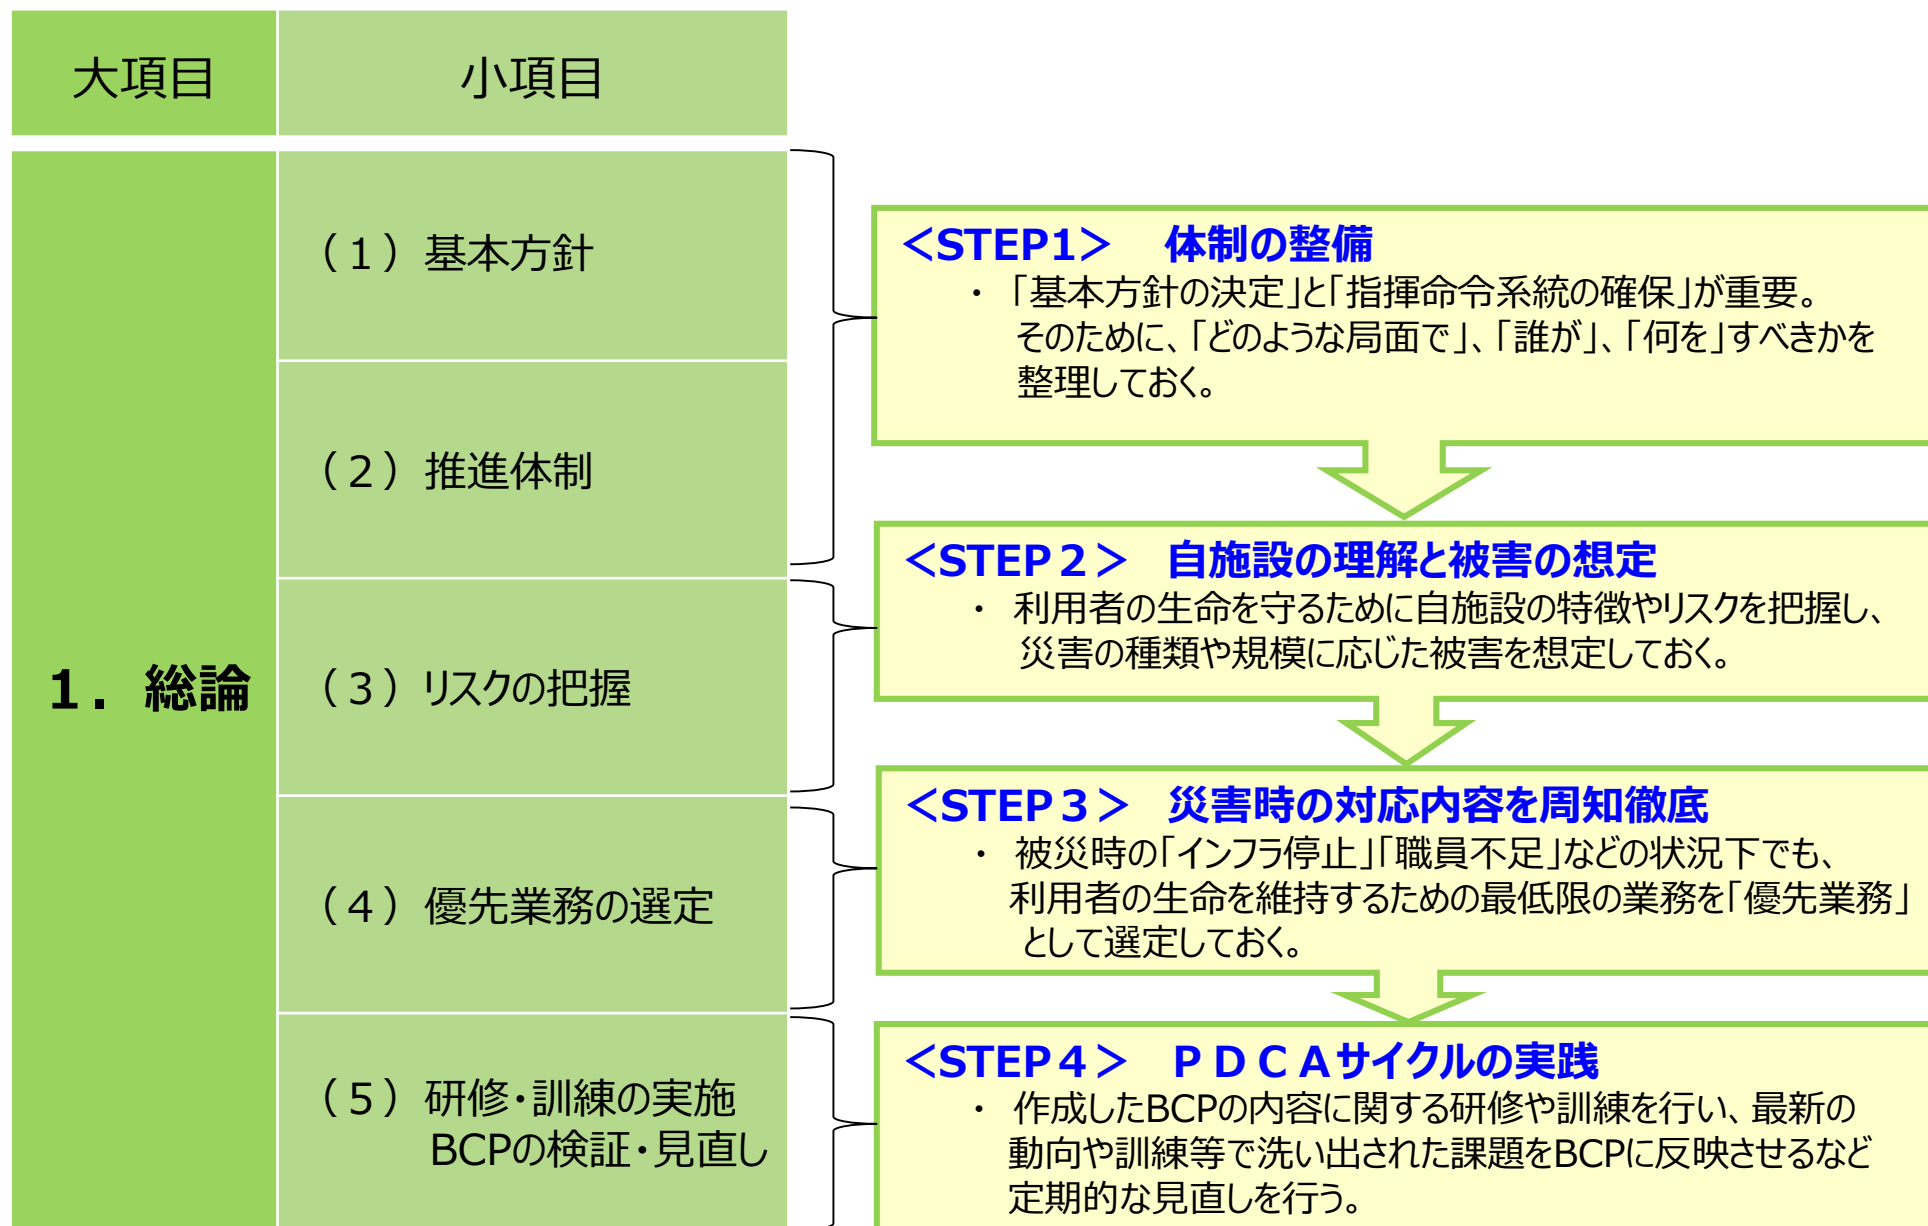 大項目
小項目
1．総論
（１）基本方針
（２）推進体制
（３）リスクの把握
（４）優先業務の選定
（５）研修・訓練の実施
BCPの検証・見直し
＜STEP1＞　体制の整備
・「基本方針の決定」と「指揮命令系統の確保」が重要。
そのために、「どのような局面で」、「誰が」、「何を」すべきかを
整理しておく。
＜STEP２＞　自施設の理解と被害の想定
・ 利用者の生命を守るために自施設の特徴やリスクを把握し、
災害の種類や規模に応じた被害を想定しておく。
＜STEP３＞　災害時の対応内容を周知徹底
・ 被災時の「インフラ停止」「職員不足」などの状況下でも、
利用者の生命を維持するための最低限の業務を「優先業務」
として選定しておく。
＜STEP４＞　ＰＤＣＡサイクルの実践
・ 作成したBCPの内容に関する研修や訓練を行い、最新の
動向や訓練等で洗い出された課題をBCPに反映させるなど
定期的な見直しを行う。